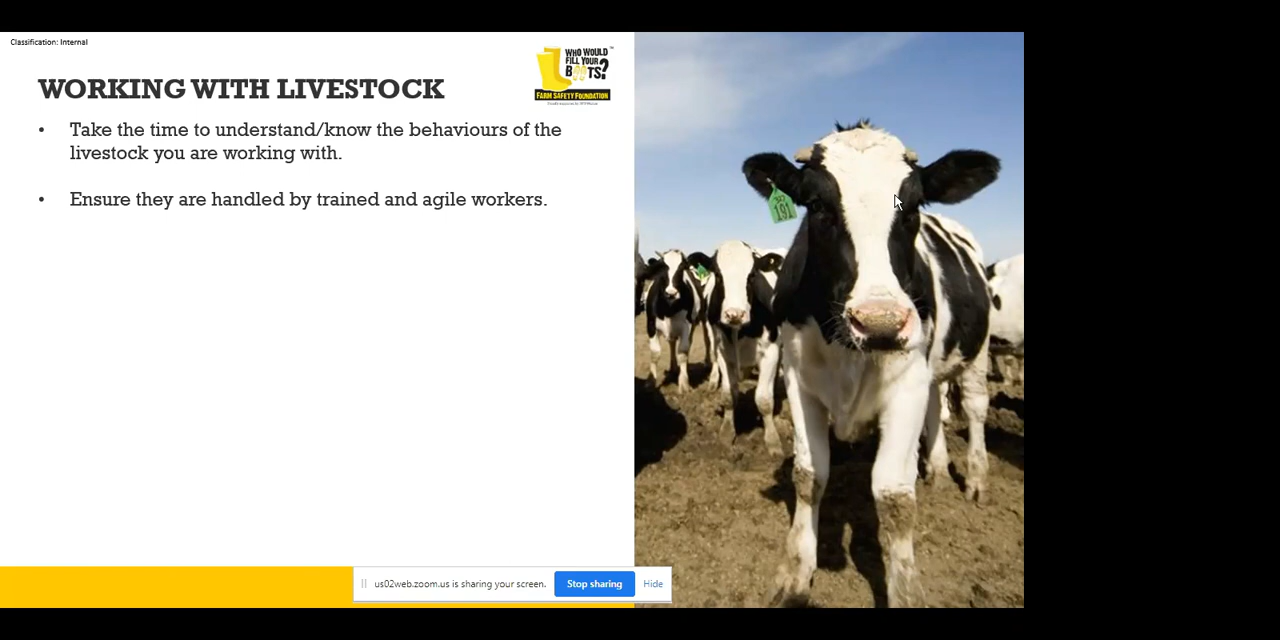 Classification: Internal
WHO WOULD
FILL YOUR
BOOTS?
FARM SAFETY FOUNDATION
WORKING WITH LIVESTOCK
• Take the time to understand/know the behaviours of the
livestock you are working with.
• Ensure they are handled by trained and agile workers.
191
us02web.zoom.us is sharing your screen.
Stop sharing
Hide